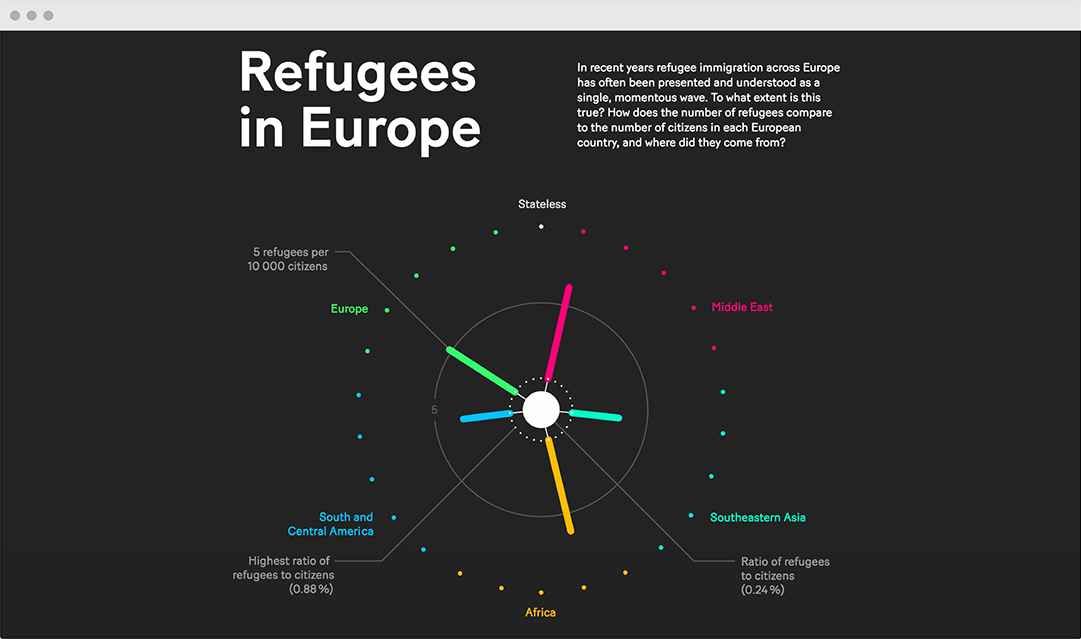 Refugees
in Europe
In recent years refugee immigration across Europe
has often been presented and understood as a
single, momentous wave. To what extent is this
true? How does the number of refugees compare
to the number of citizens in each European
country, and where did they come from?
Stateless
5 refugees per
10 000 citizens
Europe
Middle East
5
South and
Central America
Southeastern Asia
Highest ratio of
refugees to citizens
(0.88 %)
Ratio of refugees
to citizens
(0.24 %)
Africa